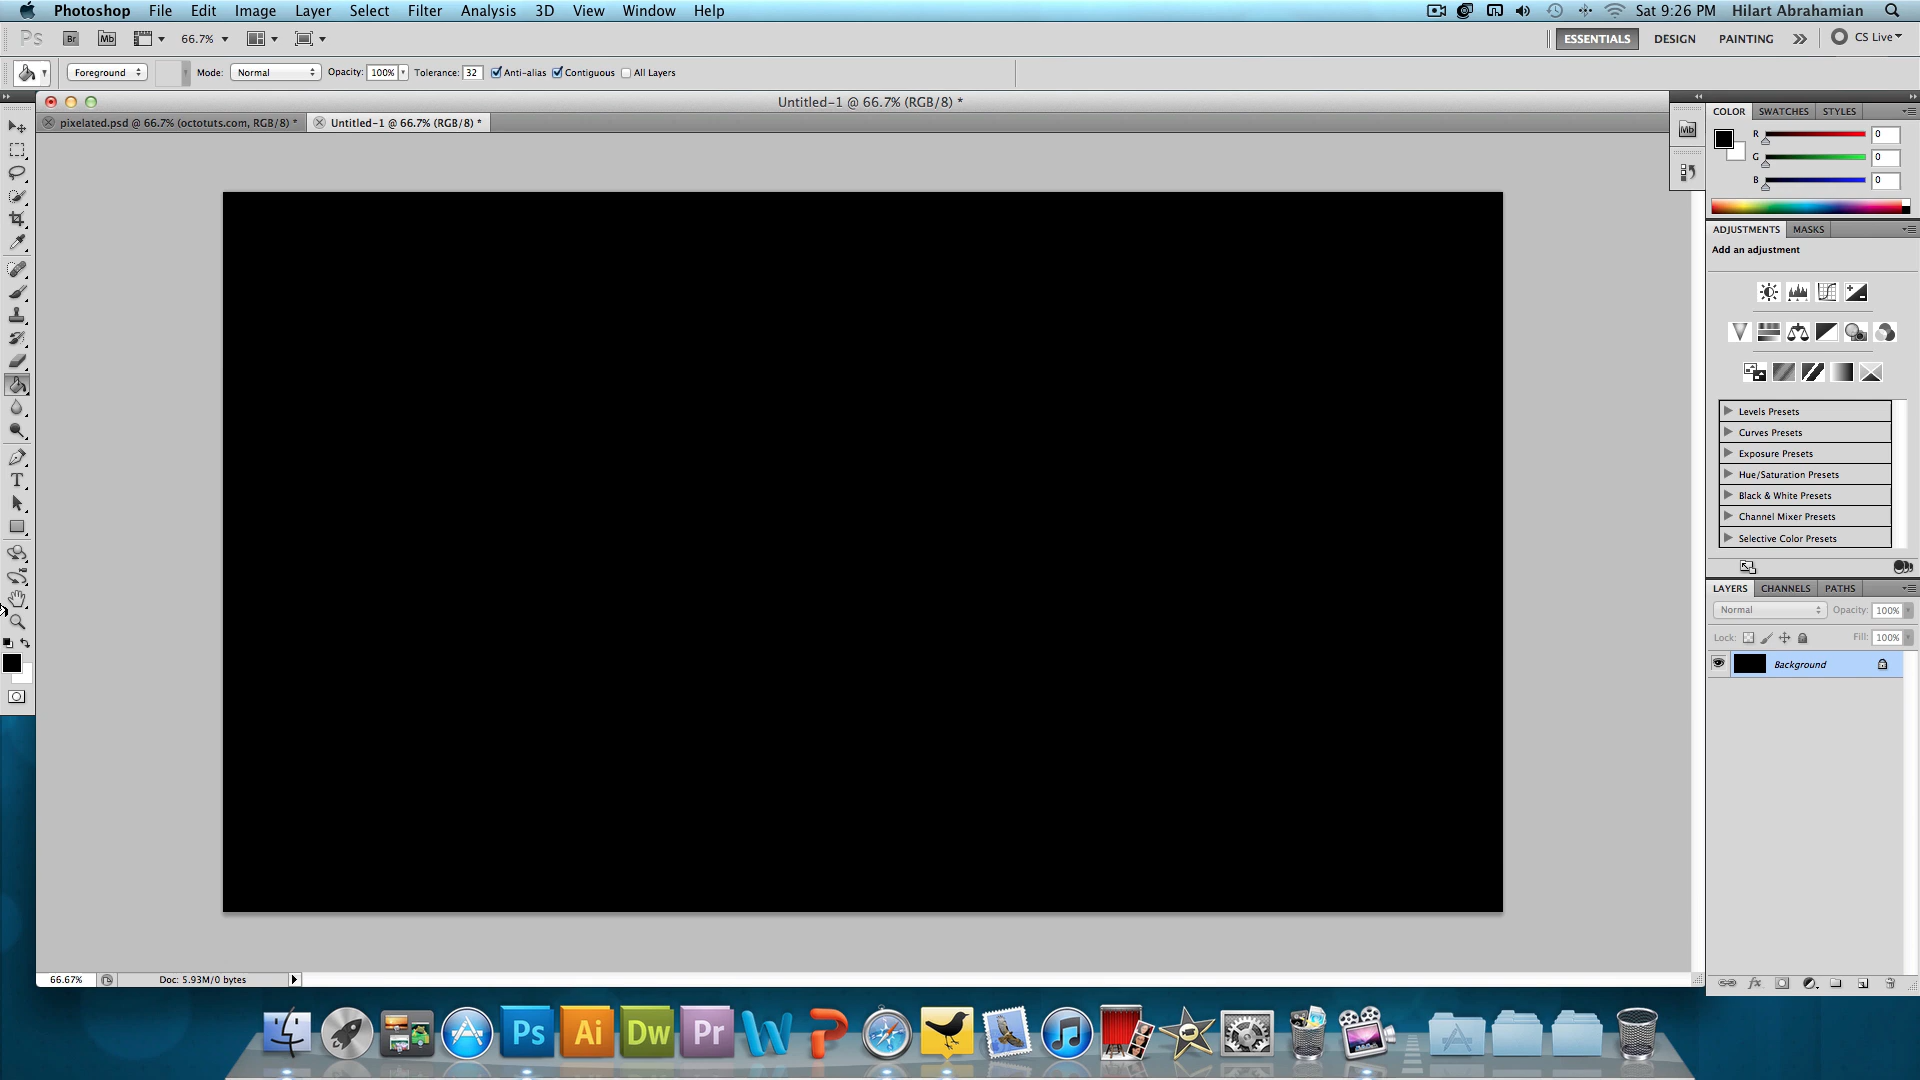 Photoshop File Edit Image Layer Select Filter Analysis 3D View Window Help Sat 9:26 PM Hilart Abrahamian
Ps Br Mb 66.7% ESSENTIALS DESIGN PAINTING CS Live
Foreground Mode: Normal Opacity: 100% Tolerance: 32 Anti-alias Contiguous All Layers
Untitled-1 @ 66.7% (RGB/8) *
pixelated.psd @ 66.7% (octotuts.com, RGB/8) * Untitled-1 @ 66.7% (RGB/8) *
COLOR SWATCHES STYLES
Mb
R 0
G 0
B 0
ADJUSTMENTS MASKS
Add an adjustment
Levels Presets
Curves Presets
Exposure Presets
Hue/Saturation Presets
Black & White Presets
Channel Mixer Presets
Selective Color Presets
T
LAYERS CHANNELS PATHS
Normal Opacity: 100%
Lock: Fill: 100%
Background
66.67% Doc: 5.93M/0 bytes
Ps Ai Dw Pr